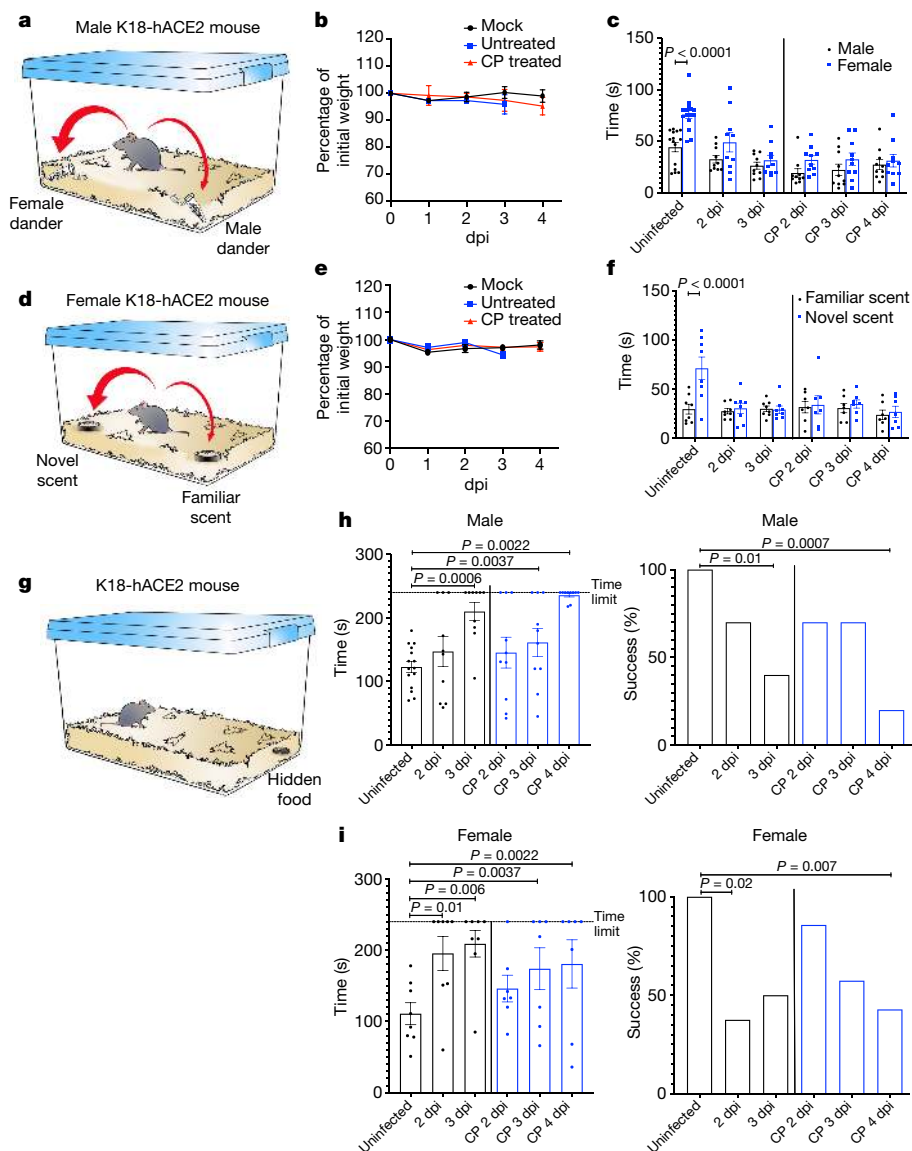 a
Male K18-hACE2 mouse
Female
dander
Male
dander
b
Percentage of
initial weight
120
110
100
90
80
70
60
0
1
2
3
4
dpi
Mock
Untreated
CP treated
c
Time (s)
150
100
50
0
P < 0.0001
Male
Female
Uninfected
2 dpi
3 dpi
CP 2 dpi
CP 3 dpi
CP 4 dpi
d
Female K18-hACE2 mouse
Novel
scent
Familiar
scent
e
Percentage of
initial weight
120
110
100
90
80
70
60
0
1
2
3
4
dpi
Mock
Untreated
CP treated
f
Time (s)
150
100
50
0
P < 0.0001
Familiar scent
Novel scent
Uninfected
2 dpi
3 dpi
CP 2 dpi
CP 3 dpi
CP 4 dpi
g
K18-hACE2 mouse
Hidden
food
h
Male
P = 0.0022
P = 0.0037
P = 0.0006
Time
limit
Time (s)
300
200
100
0
Uninfected
2 dpi
3 dpi
CP 2 dpi
CP 3 dpi
CP 4 dpi
Male
P = 0.0007
P = 0.01
Success (%)
100
50
0
Uninfected
2 dpi
3 dpi
CP 2 dpi
CP 3 dpi
CP 4 dpi
i
Female
P = 0.0022
P = 0.0037
P = 0.006
P = 0.01
Time
limit
Time (s)
300
200
100
0
Uninfected
2 dpi
3 dpi
CP 2 dpi
CP 3 dpi
CP 4 dpi
Female
P = 0.007
P = 0.02
Success (%)
100
50
0
Uninfected
2 dpi
3 dpi
CP 2 dpi
CP 3 dpi
CP 4 dpi